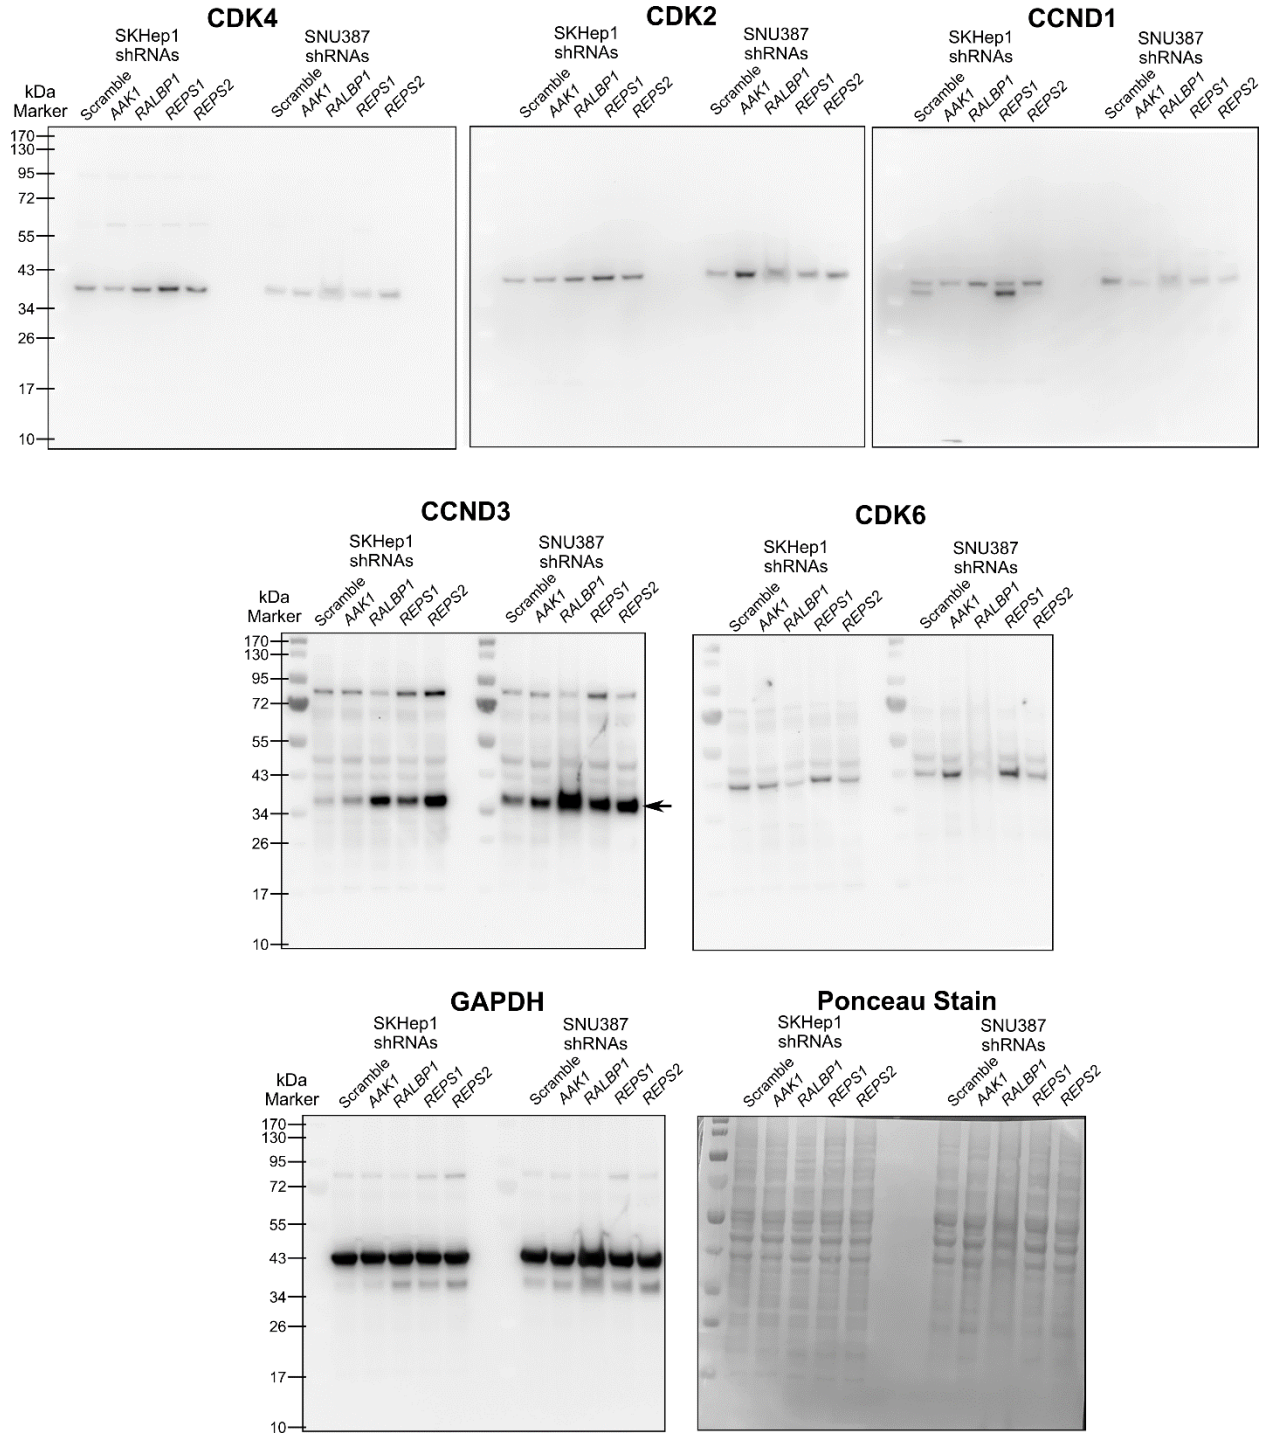 CDK4
SKHep1
shRNAs
SNU387
shRNAs
kDa
Marker
Scramble
AAK1
RALBP1
REPS1
REPS2
Scramble
AAK1
RALBP1
REPS1
REPS2
170
130
95
72
55
43
34
26
17
10
CDK2
SKHep1
shRNAs
SNU387
shRNAs
Scramble
AAK1
RALBP1
REPS1
REPS2
Scramble
AAK1
RALBP1
REPS1
REPS2
CCND1
SKHep1
shRNAs
SNU387
shRNAs
Scramble
AAK1
RALBP1
REPS1
REPS2
Scramble
AAK1
RALBP1
REPS1
REPS2
CCND3
SKHep1
shRNAs
SNU387
shRNAs
kDa
Marker
Scramble
AAK1
RALBP1
REPS1
REPS2
Scramble
AAK1
RALBP1
REPS1
REPS2
170
130
95
72
55
43
34
26
17
10
CDK6
SKHep1
shRNAs
SNU387
shRNAs
Scramble
AAK1
RALBP1
REPS1
REPS2
Scramble
AAK1
RALBP1
REPS1
REPS2
GAPDH
SKHep1
shRNAs
SNU387
shRNAs
kDa
Marker
Scramble
AAK1
RALBP1
REPS1
REPS2
Scramble
AAK1
RALBP1
REPS1
REPS2
170
130
95
72
55
43
34
26
17
10
Ponceau Stain
SKHep1
shRNAs
SNU387
shRNAs
Scramble
AAK1
RALBP1
REPS1
REPS2
Scramble
AAK1
RALBP1
REPS1
REPS2